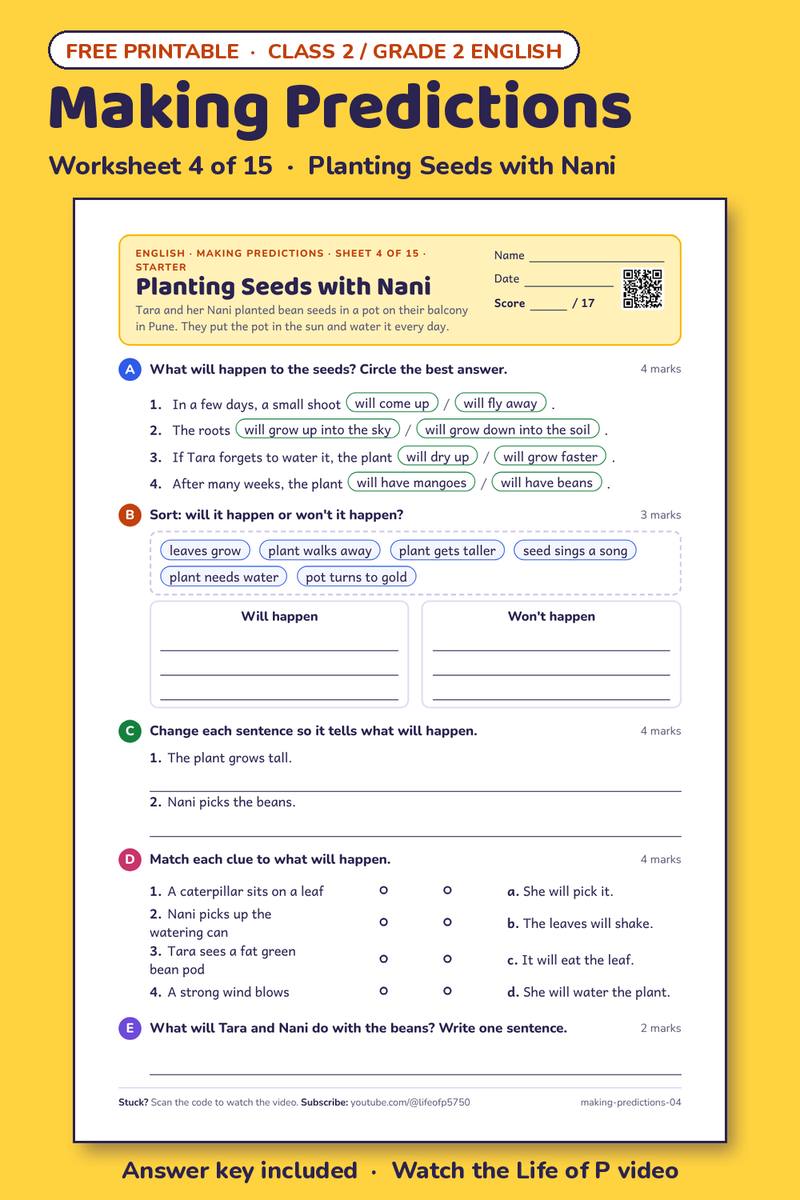 FREE PRINTABLE · CLASS 2 / GRADE 2 ENGLISH
Making Predictions
Worksheet 4 of 15 · Planting Seeds with Nani
ENGLISH · MAKING PREDICTIONS · SHEET 4 OF 15 ·
STARTER
Planting Seeds with Nani
Tara and her Nani planted bean seeds in a pot on their balcony
in Pune. They put the pot in the sun and water it every day.
Name
Date
Score ______ / 17
A What will happen to the seeds? Circle the best answer. 4 marks
1. In a few days, a small shoot will come up / will fly away .
2. The roots will grow up into the sky / will grow down into the soil .
3. If Tara forgets to water it, the plant will dry up / will grow faster .
4. After many weeks, the plant will have mangoes / will have beans .
B Sort: will it happen or won't it happen? 3 marks
leaves grow plant walks away plant gets taller seed sings a song
plant needs water pot turns to gold
Will happen Won't happen
C Change each sentence so it tells what will happen. 4 marks
1. The plant grows tall.
2. Nani picks the beans.
D Match each clue to what will happen. 4 marks
1. A caterpillar sits on a leaf a. She will pick it.
2. Nani picks up the
watering can b. The leaves will shake.
3. Tara sees a fat green
bean pod c. It will eat the leaf.
4. A strong wind blows d. She will water the plant.
E What will Tara and Nani do with the beans? Write one sentence. 2 marks
Stuck? Scan the code to watch the video. Subscribe: youtube.com/@lifeofp5750 making-predictions-04
Answer key included · Watch the Life of P video